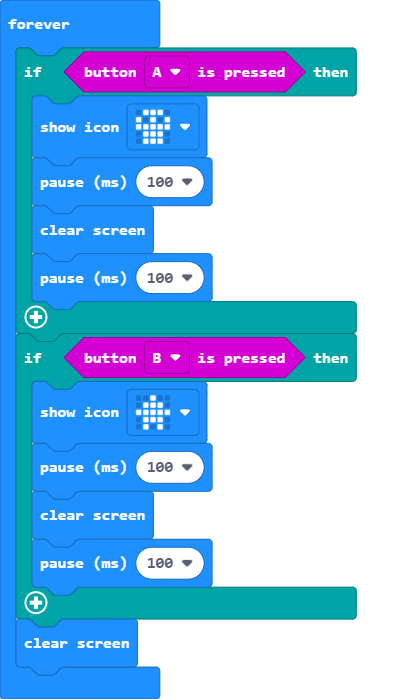 forever
if button A is pressed then
show icon
pause (ms) 100
clear screen
pause (ms) 100
if button B is pressed then
show icon
pause (ms) 100
clear screen
pause (ms) 100
clear screen